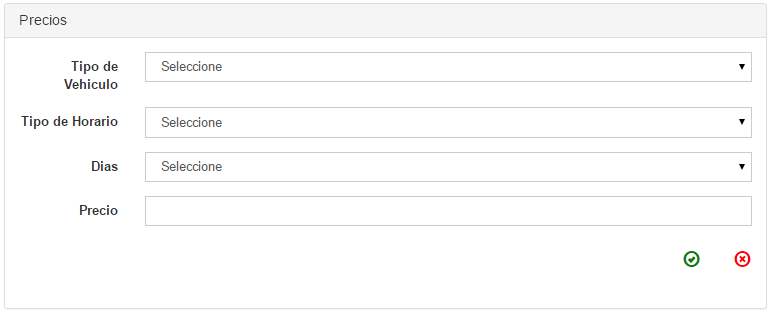 Precios
Tipo de
Vehiculo
Seleccione
Tipo de Horario
Seleccione
Dias
Seleccione
Precio